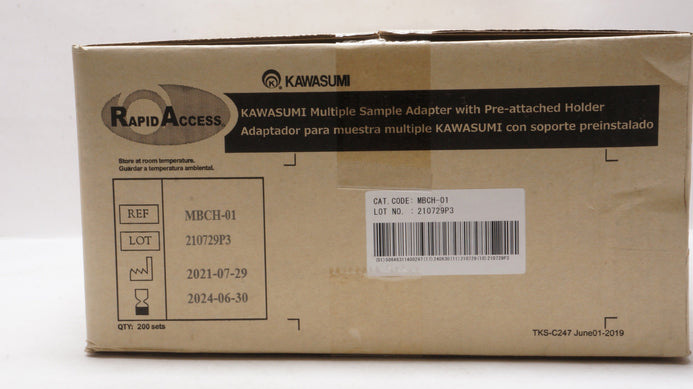 KAWASUMI
RAPID ACCESS
KAWASUMI Multiple Sample Adapter with Pre-attached Holder
Adaptador para muestra multiple KAWASUMI con soporte preinstalado
Store at room temperature.
Guardar a temperatura ambiental.
REF MBCH-01
LOT 210729P3
2021-07-29
2024-06-30
QTY: 200 sets
CAT.CODE: MBCH-01
LOT NO. : 210729P3
TKS-C247 June01-2019